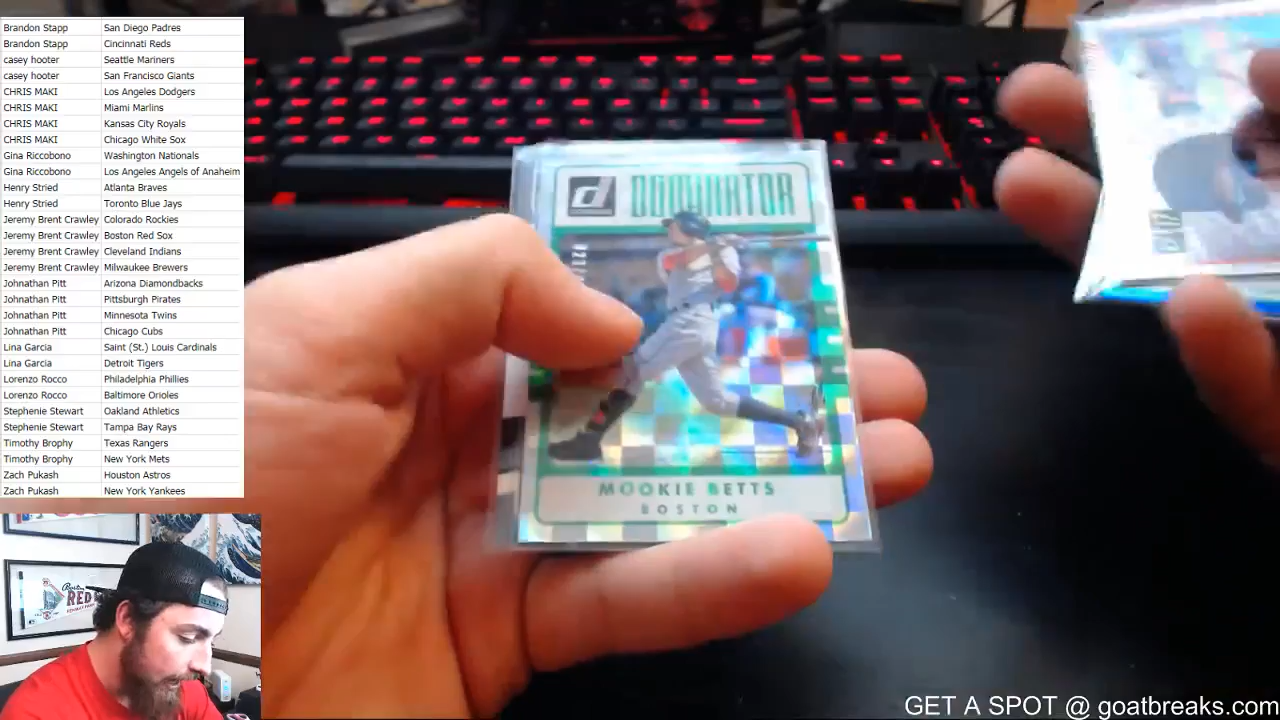 Brandon Stapp San Diego Padres
Brandon Stapp Cincinnati Reds
casey hooter Seattle Mariners
casey hooter San Francisco Giants
CHRIS MAKI Los Angeles Dodgers
CHRIS MAKI Miami Marlins
CHRIS MAKI Kansas City Royals
CHRIS MAKI Chicago White Sox
Gina Riccobono Washington Nationals
Gina Riccobono Los Angeles Angels of Anaheim
Henry Stried Atlanta Braves
Henry Stried Toronto Blue Jays
Jeremy Brent Crawley Colorado Rockies
Jeremy Brent Crawley Boston Red Sox
Jeremy Brent Crawley Cleveland Indians
Jeremy Brent Crawley Milwaukee Brewers
Johnathan Pitt Arizona Diamondbacks
Johnathan Pitt Pittsburgh Pirates
Johnathan Pitt Minnesota Twins
Johnathan Pitt Chicago Cubs
Lina Garcia Saint (St.) Louis Cardinals
Lina Garcia Detroit Tigers
Lorenzo Rocco Philadelphia Phillies
Lorenzo Rocco Baltimore Orioles
Stephenie Stewart Oakland Athletics
Stephenie Stewart Tampa Bay Rays
Timothy Brophy Texas Rangers
Timothy Brophy New York Mets
Zach Pukash Houston Astros
Zach Pukash New York Yankees
d DOMINATOR
MOOKIE BETTS
BOSTON
Boston
RED
GET A SPOT @ goatbreaks.com